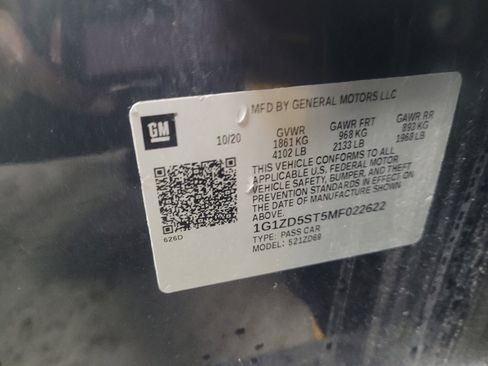 MFD BY GENERAL MOTORS LLC
GM
10/20
GVWR GAWR FRT GAWR RR
1861 KG 968 KG 893 KG
4102 LB 2133 LB 1968 LB
THIS VEHICLE CONFORMS TO ALL
APPLICABLE U.S. FEDERAL MOTOR
VEHICLE SAFETY, BUMPER, AND THEFT
PREVENTION STANDARDS IN EFFECT ON
THE DATE OF MANUFACTURE SHOWN
ABOVE.
1G1ZD5ST5MF022622
TYPE: PASS CAR
MODEL: 521ZD69
626D